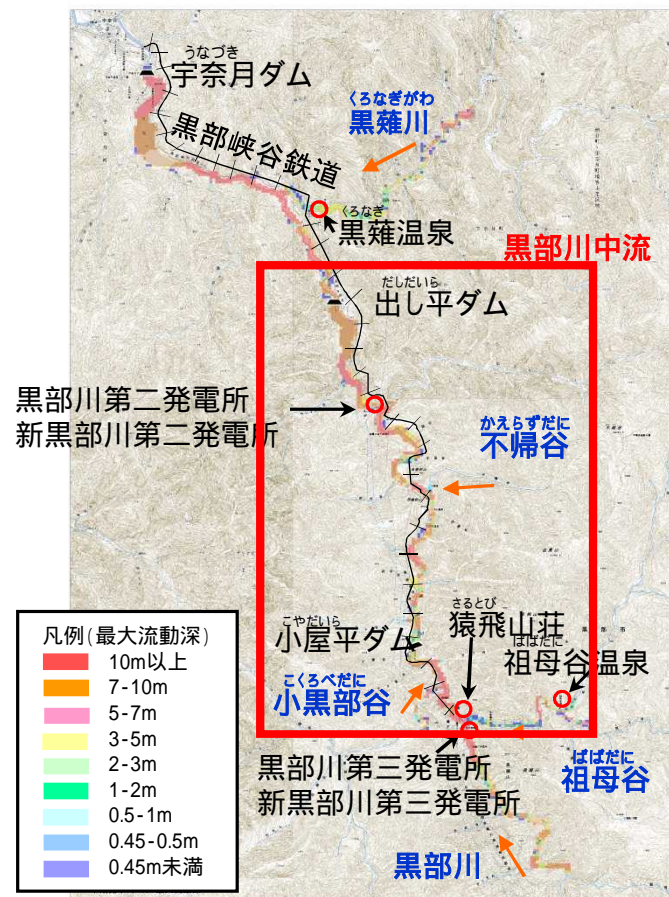 うなづき
宇奈月ダム
くろなぎがわ
黒薙川
黒部峡谷鉄道
くろなぎ
黒薙温泉
黒部川中流
だしだいら
出し平ダム
黒部川第二発電所
新黒部川第二発電所
かえらずだに
不帰谷
こやだいら
小屋平ダム
さるとび
猿飛山荘
ばばだに
祖母谷温泉
こくろべだに
小黒部谷
黒部川第三発電所
新黒部川第三発電所
ばばだに
祖母谷
黒部川
凡例(最大流動深)
10m以上
7-10m
5-7m
3-5m
2-3m
1-2m
0.5-1m
0.45-0.5m
0.45m未満